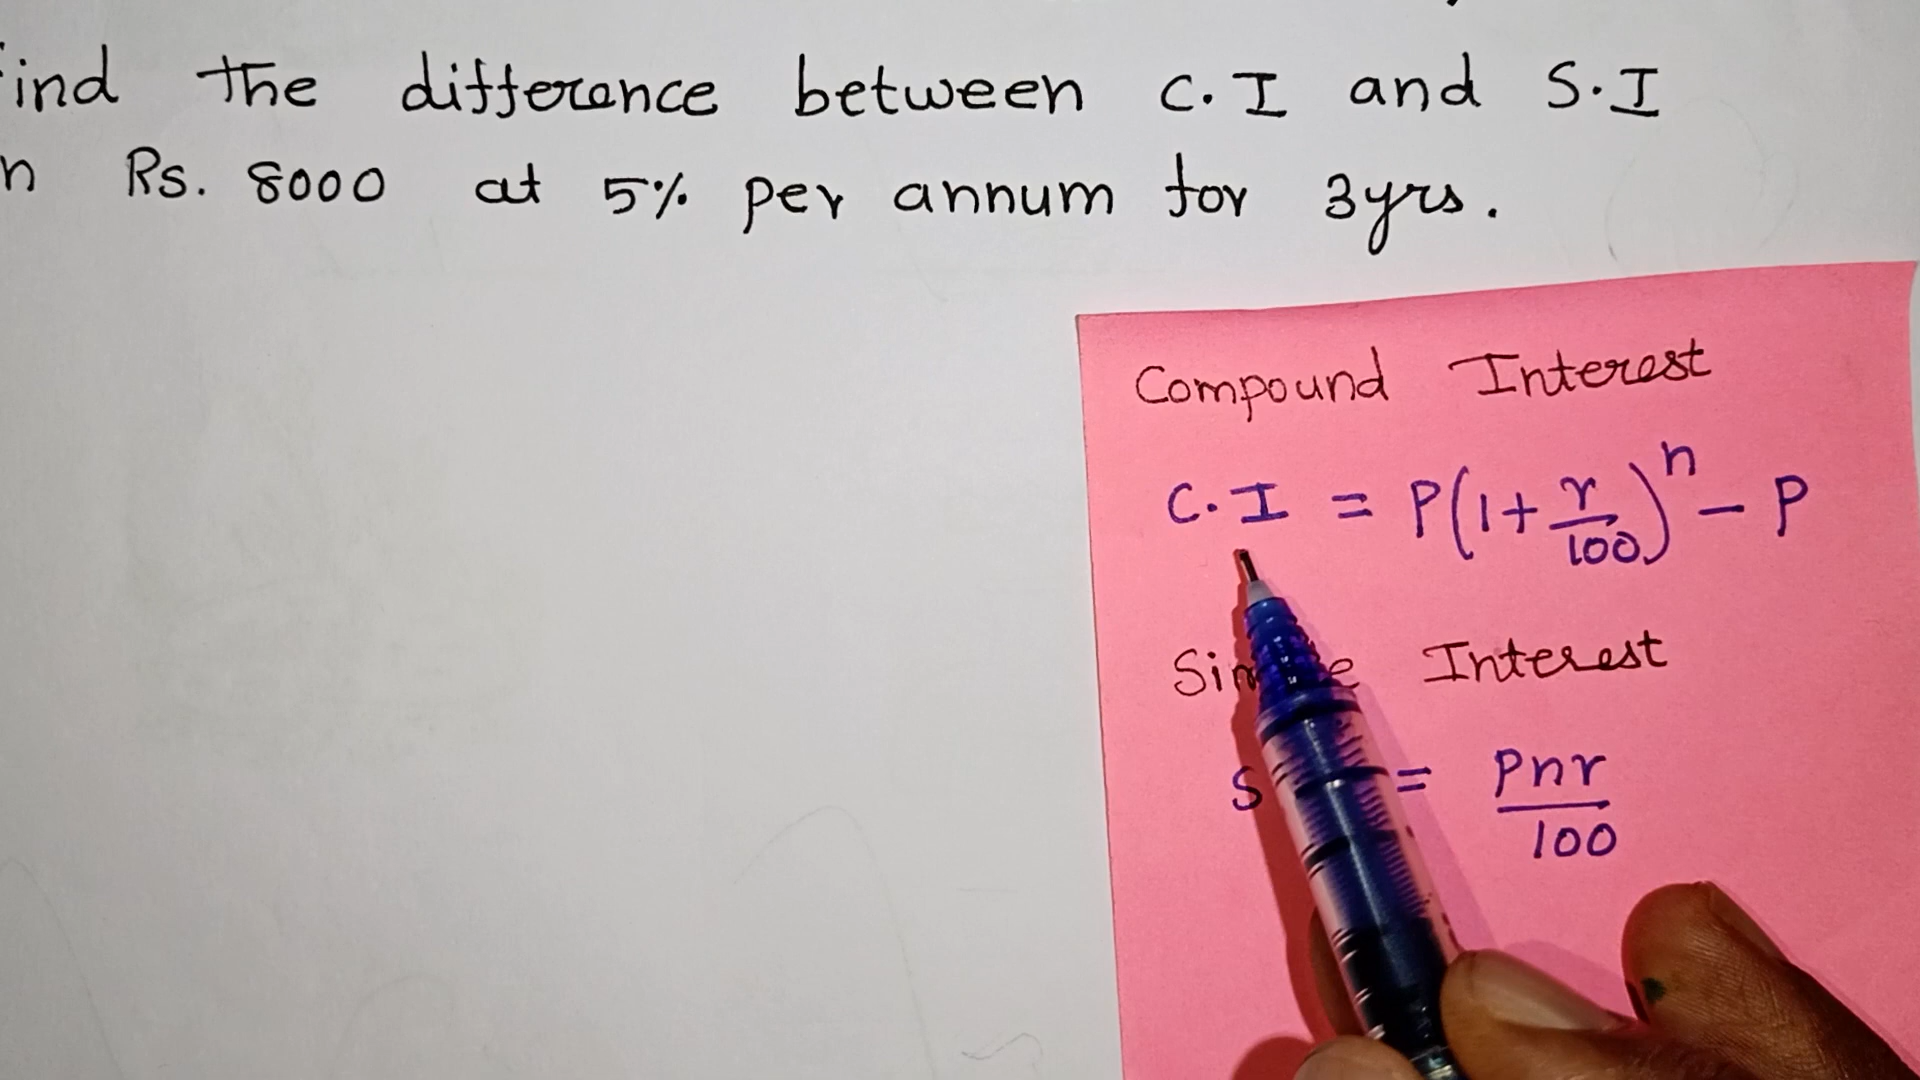 ind the difference between C.I and S.I
n Rs. 8000 at 5% per annum for 3yrs.
Compound Interest
C.I = P(1+r/100)^n - P
Interest
= Pnr/100